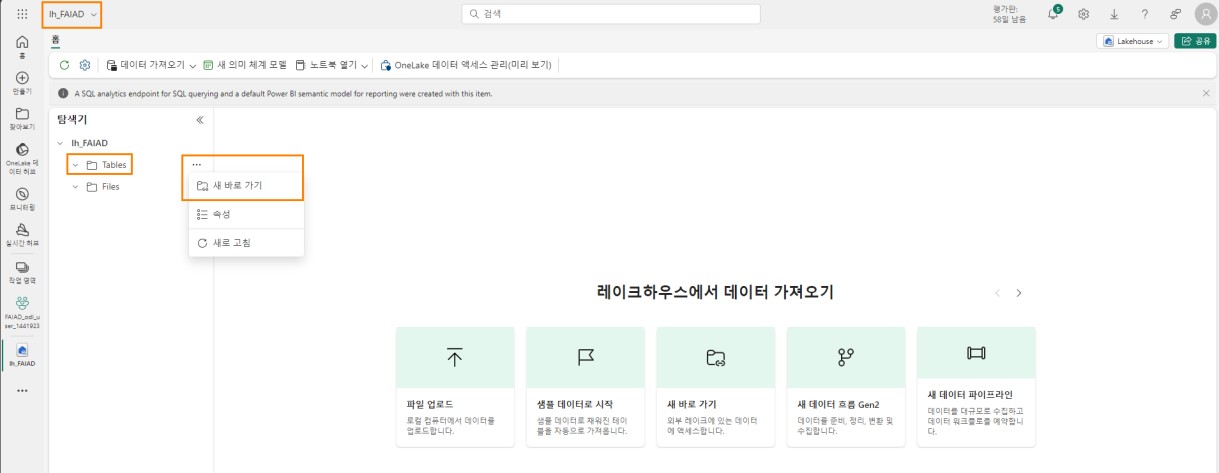 lh_FAIAD
검색
평가판:
58일 남음
5
홈
Lakehouse
공유
데이터 가져오기
새 의미 체계 모델
노트북 열기
OneLake 데이터 액세스 관리(미리 보기)
A SQL analytics endpoint for SQL querying and a default Power BI semantic model for reporting were created with this item.
홈
만들기
찾아보기
OneLake 데
이터 허브
모니터링
실시간 허브
작업 영역
FAIAD_odl_u
ser_1441923
lh_FAIAD
탐색기
lh_FAIAD
Tables
Files
새 바로 가기
속성
새로 고침
레이크하우스에서 데이터 가져오기
파일 업로드
로컬 컴퓨터에서 데이터를
업로드합니다.
샘플 데이터로 시작
샘플 데이터로 채워진 테이
블을 자동으로 가져옵니다.
새 바로 가기
외부 레이크에 있는 데이터
에 액세스합니다.
새 데이터 흐름 Gen2
데이터를 준비, 정리, 변환 및
수집합니다.
새 데이터 파이프라인
데이터를 대규모로 수집하고
데이터 워크플로를 예약합니
다.